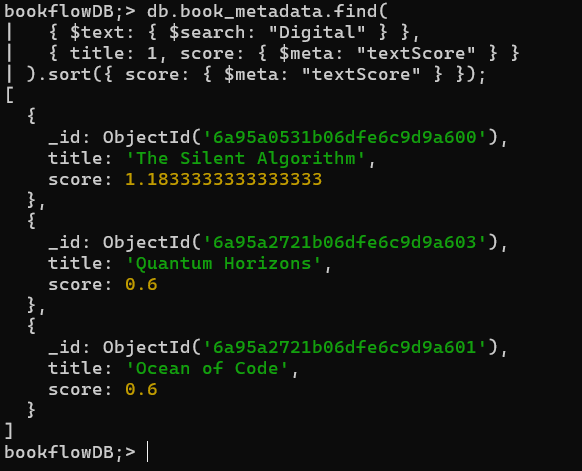 bookflowDB;> db.book_metadata.find(
|   { $text: { $search: "Digital" } },
|   { title: 1, score: { $meta: "textScore" } }
| ).sort({ score: { $meta: "textScore" } });
[
  {
    _id: ObjectId('6a95a0531b06dfe6c9d9a600'),
    title: 'The Silent Algorithm',
    score: 1.1833333333333333
  },
  {
    _id: ObjectId('6a95a2721b06dfe6c9d9a603'),
    title: 'Quantum Horizons',
    score: 0.6
  },
  {
    _id: ObjectId('6a95a2721b06dfe6c9d9a601'),
    title: 'Ocean of Code',
    score: 0.6
  }
]
bookflowDB;>